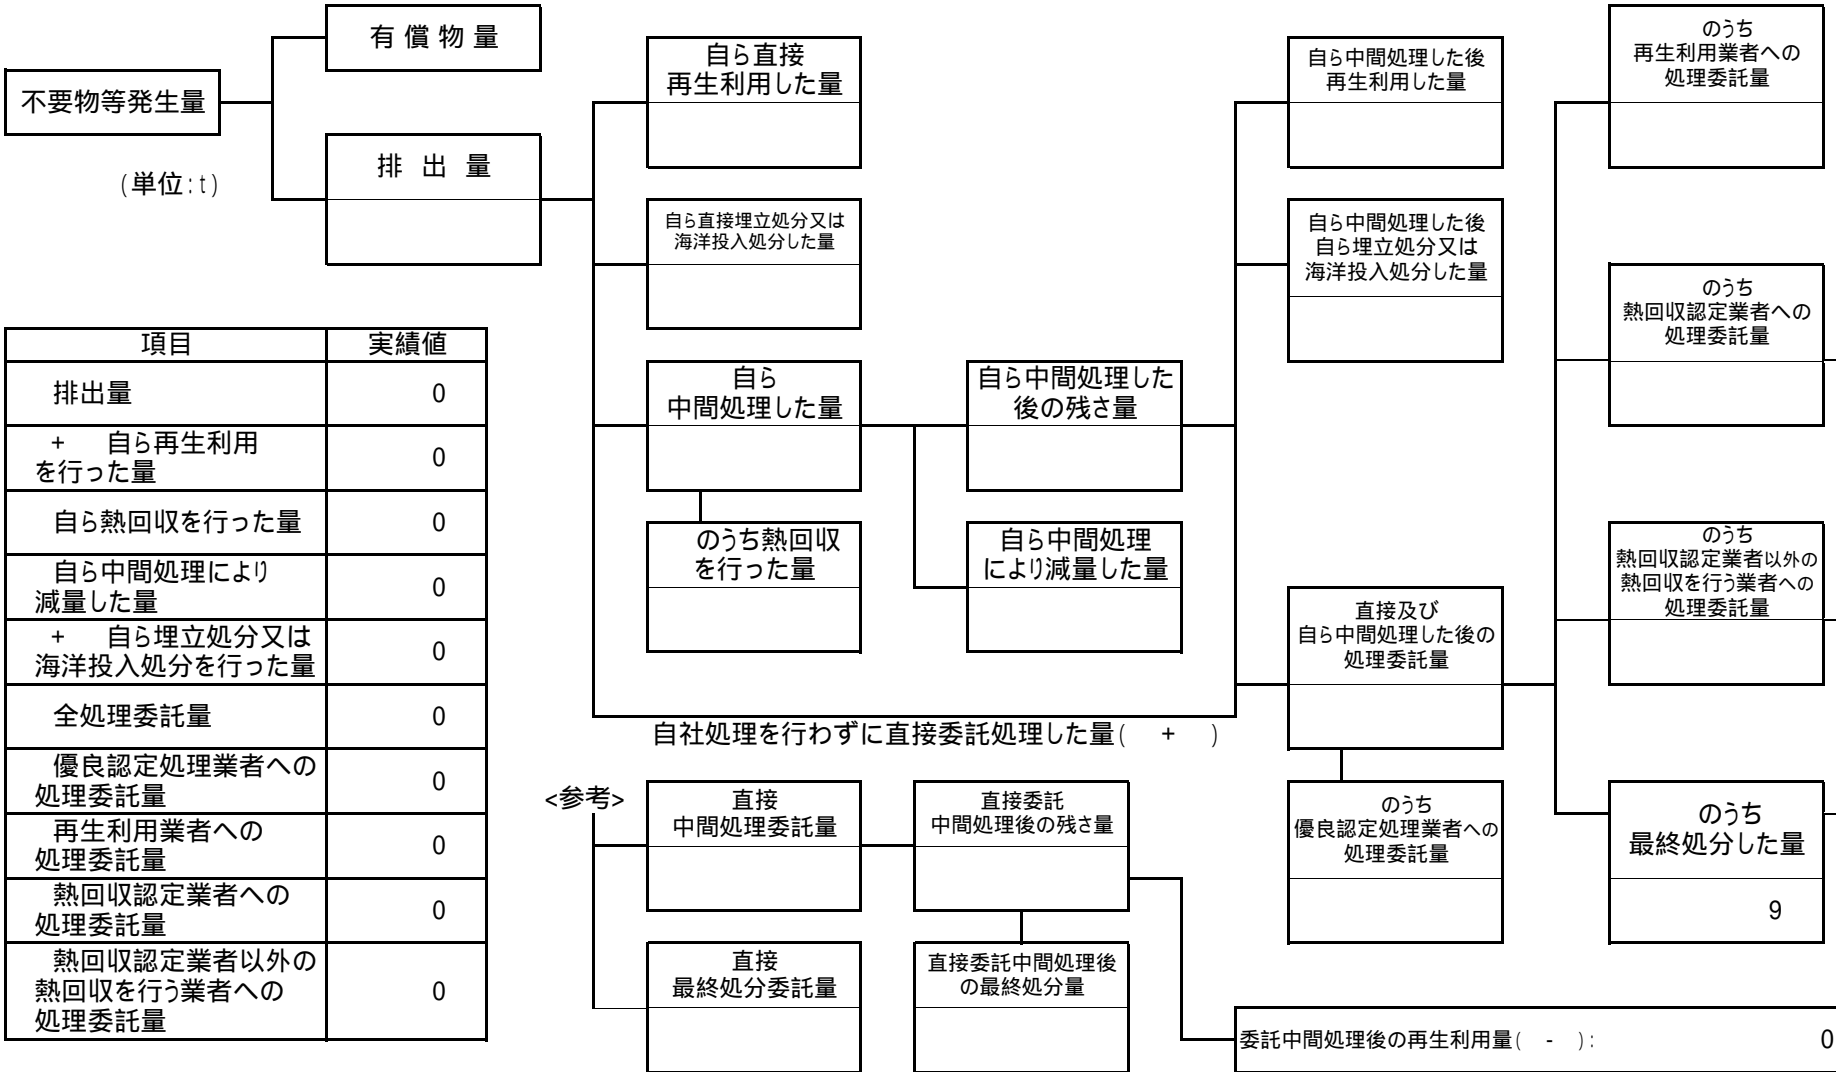 不要物等発生量
(単位:t)
有償物量
排出量
自ら直接
再生利用した量
自ら直接埋立処分又は
海洋投入処分した量
自ら
中間処理した量
のうち熱回収
を行った量
自ら中間処理した
後の残さ量
自ら中間処理
により減量した量
自ら中間処理した後
再生利用した量
自ら中間処理した後
自ら埋立処分又は
海洋投入処分した量
直接及び
自ら中間処理した後の
処理委託量
のうち
優良認定処理業者への
処理委託量
のうち
再生利用業者への
処理委託量
のうち
熱回収認定業者への
処理委託量
のうち
熱回収認定業者以外の
熱回収を行う業者への
処理委託量
のうち
最終処分した量
9
自社処理を行わずに直接委託処理した量( + )
<参考>
直接
中間処理委託量
直接委託
中間処理後の残さ量
直接
最終処分委託量
直接委託中間処理後
の最終処分量
委託中間処理後の再生利用量( - ): 0
項目 実績値
排出量 0
+ 自ら再生利用
を行った量 0
自ら熱回収を行った量 0
自ら中間処理により
減量した量 0
+ 自ら埋立処分又は
海洋投入処分を行った量 0
全処理委託量 0
優良認定処理業者への
処理委託量 0
再生利用業者への
処理委託量 0
熱回収認定業者への
処理委託量 0
熱回収認定業者以外の
熱回収を行う業者への
処理委託量 0